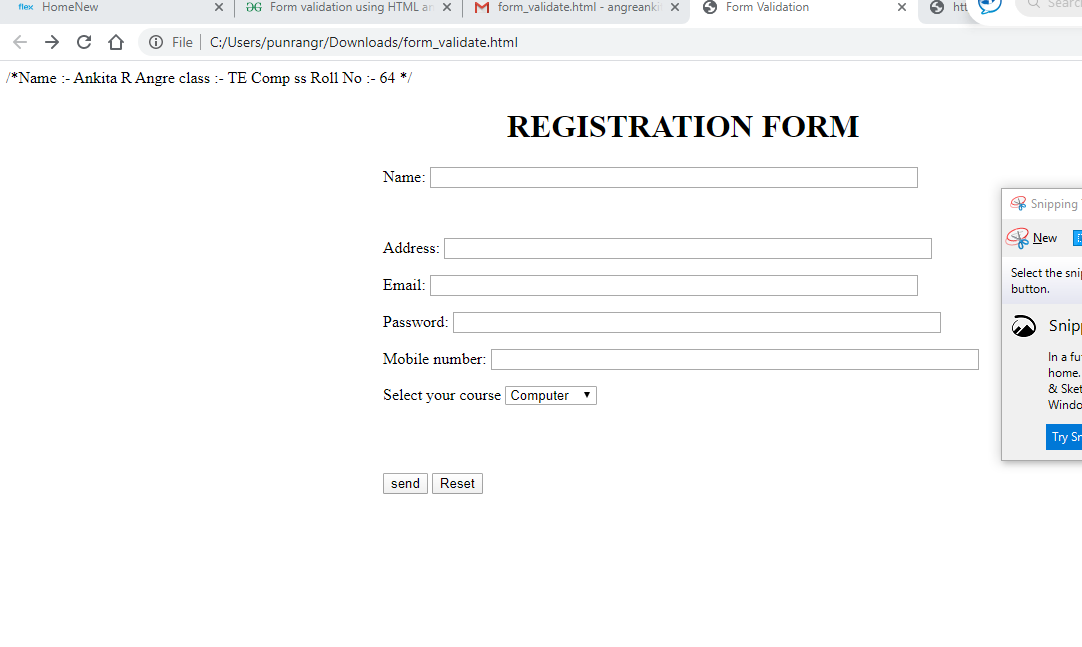 flex HomeNew
Form validation using HTML an
form_validate.html - angreankit
Form Validation
htt
Search
File C:/Users/punrangr/Downloads/form_validate.html
/*Name :- Ankita R Angre class :- TE Comp ss Roll No :- 64 */
REGISTRATION FORM
Name:
Address:
Email:
Password:
Mobile number:
Select your course Computer
send Reset
Snipping
New
Select the snip
button.
Snipp
In a fu
home.
& Sket
Windo
Try Sn